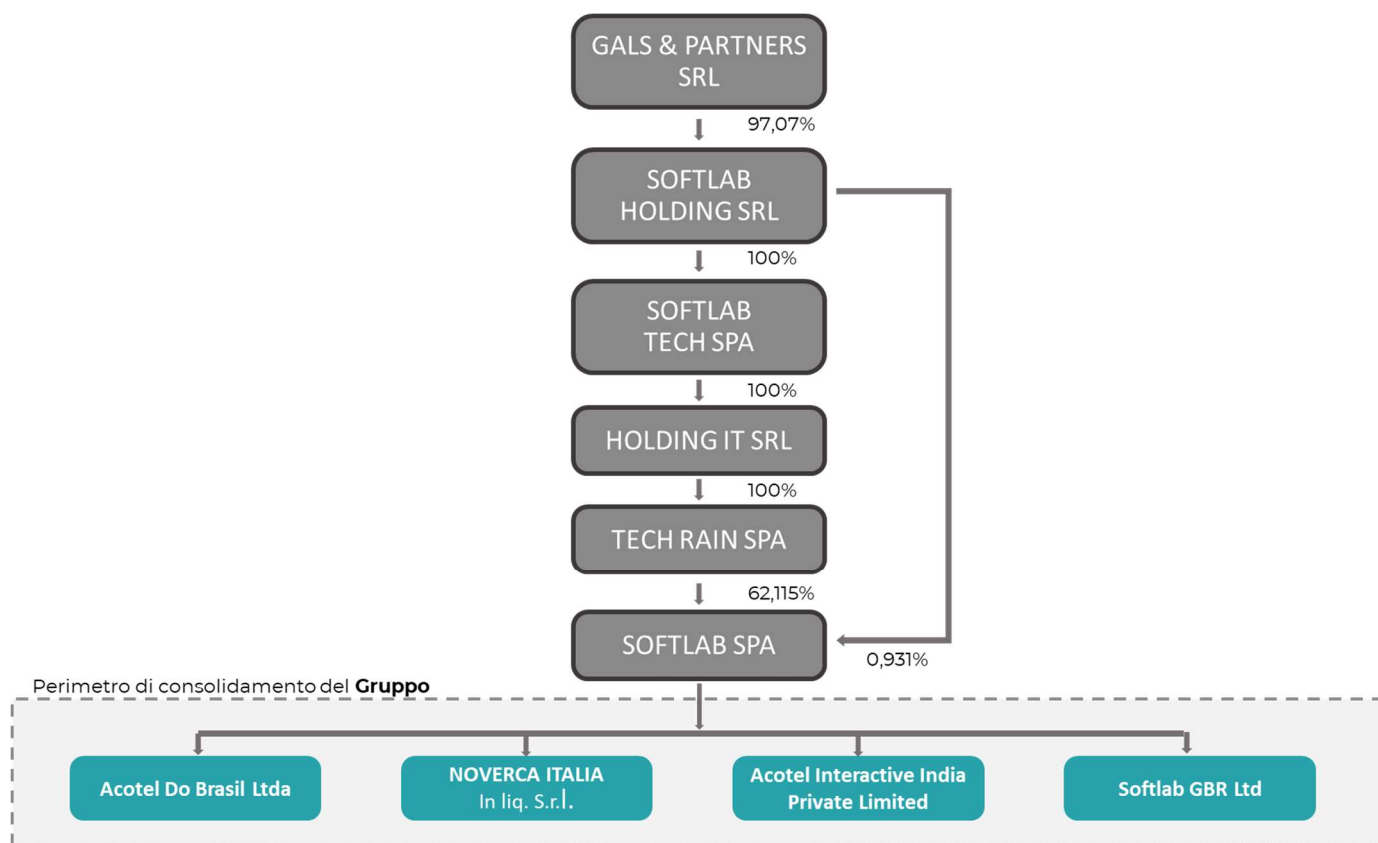 GALS & PARTNERS
SRL
97,07%
SOFTLAB
HOLDING SRL
100%
SOFTLAB
TECH SPA
100%
HOLDING IT SRL
100%
TECH RAIN SPA
62,115%
SOFTLAB SPA
0,931%
Perimetro di consolidamento del Gruppo
Acotel Do Brasil Ltda
NOVERCA ITALIA
In liq. S.r.l.
Acotel Interactive India
Private Limited
Softlab GBR Ltd